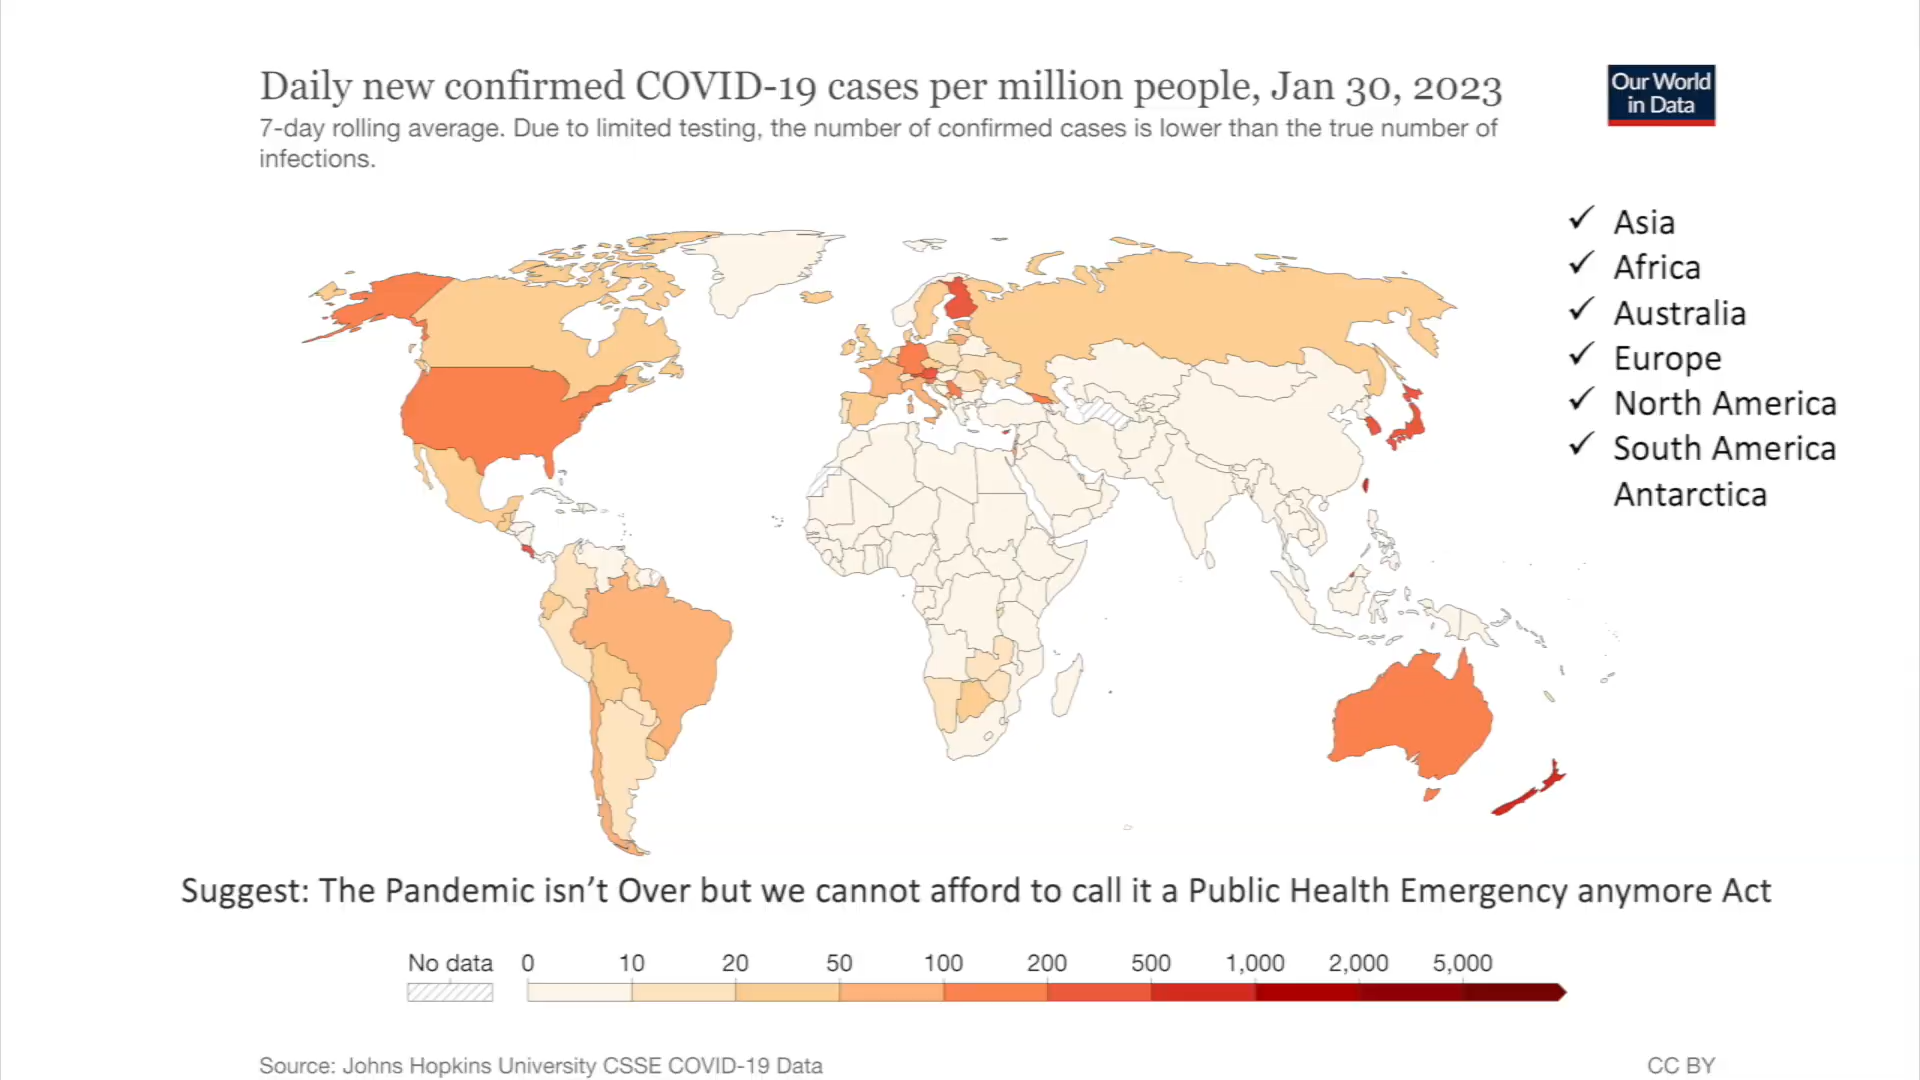 Daily new confirmed COVID-19 cases per million people, Jan 30, 2023
7-day rolling average. Due to limited testing, the number of confirmed cases is lower than the true number of
infections.
Our World
in Data
✓ Asia
✓ Africa
✓ Australia
✓ Europe
✓ North America
✓ South America
Antarctica
Suggest: The Pandemic isn’t Over but we cannot afford to call it a Public Health Emergency anymore Act
No data 0 10 20 50 100 200 500 1,000 2,000 5,000
Source: Johns Hopkins University CSSE COVID-19 Data
CC BY